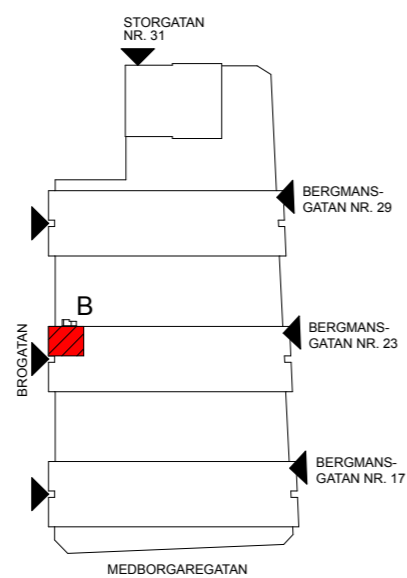 STORGATAN
NR. 31
BERGMANS-
GATAN NR. 29
B
BROGATAN
BERGMANS-
GATAN NR. 23
BERGMANS-
GATAN NR. 17
MEDBORGAREGATAN